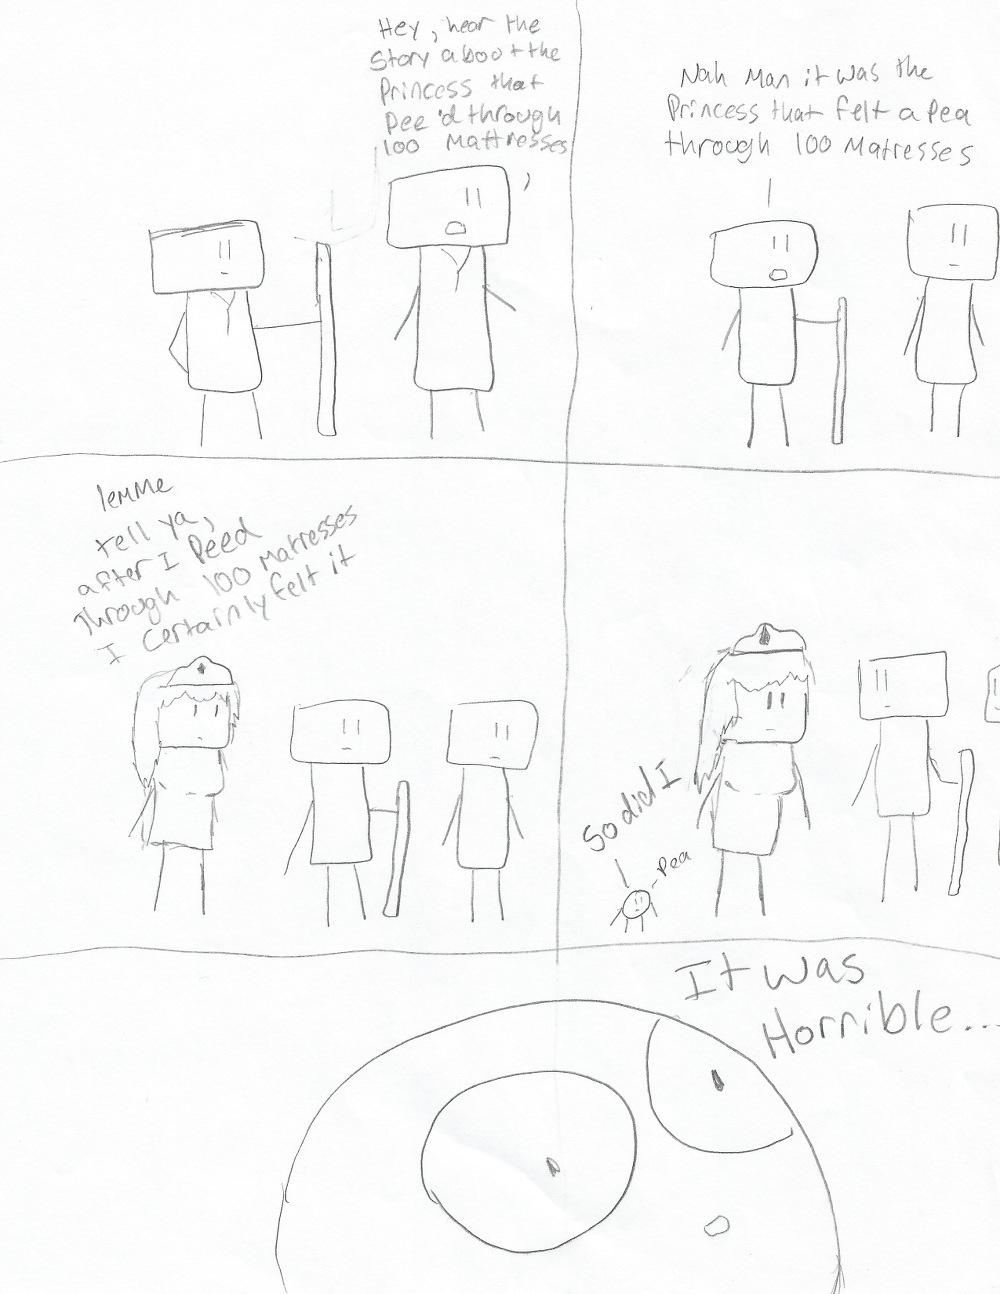 Hey, hear the
Story aboot the
Princess that
Pee'd through
100 Mattresses
Nah Man it was the
Princess that felt a Pea
through 100 Matresses
lemme
tell ya,
after I Peed
Through 100 Matresses
I certainly felt it
So did I
Pea
It was
Horrible...